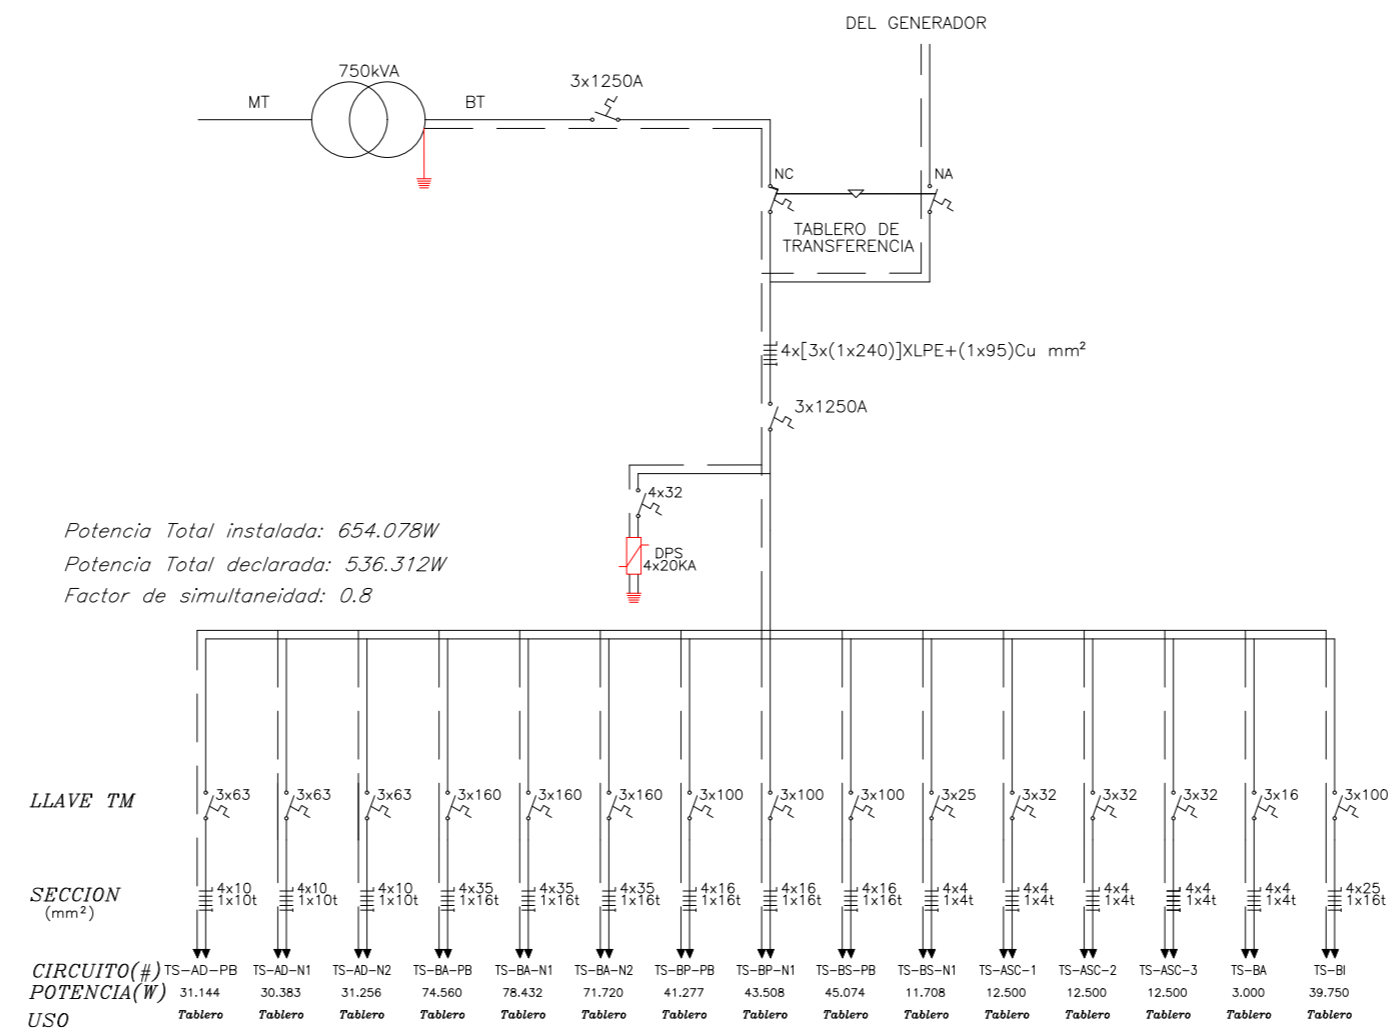 DEL GENERADOR
750kVA
3x1250A
MT
BT
NC
NA
TABLERO DE
TRANSFERENCIA
4x[3x(1x240)]XLPE+(1x95)Cu mm²
3x1250A
4x32
DPS
4x20KA
Potencia Total instalada: 654.078W
Potencia Total declarada: 536.312W
Factor de simultaneidad: 0.8
LLAVE TM 3x63 3x63 3x63 3x160 3x160 3x160 3x100 3x100 3x100 3x25 3x32 3x32 3x32 3x16 3x100
SECCION 4x10 4x10 4x10 4x35 4x35 4x35 4x16 4x16 4x16 4x4 4x4 4x4 4x4 4x4 4x25
(mm²) 1x10t 1x10t 1x10t 1x16t 1x16t 1x16t 1x16t 1x16t 1x16t 1x4t 1x4t 1x4t 1x4t 1x4t 1x16t
CIRCUITO(#) TS-AD-PB TS-AD-N1 TS-AD-N2 TS-BA-PB TS-BA-N1 TS-BA-N2 TS-BP-PB TS-BP-N1 TS-BS-PB TS-BS-N1 TS-ASC-1 TS-ASC-2 TS-ASC-3 TS-BA TS-BI
POTENCIA(W) 31.144 30.383 31.256 74.560 78.432 71.720 41.277 43.508 45.074 11.708 12.500 12.500 12.500 3.000 39.750
USO Tablero Tablero Tablero Tablero Tablero Tablero Tablero Tablero Tablero Tablero Tablero Tablero Tablero Tablero Tablero